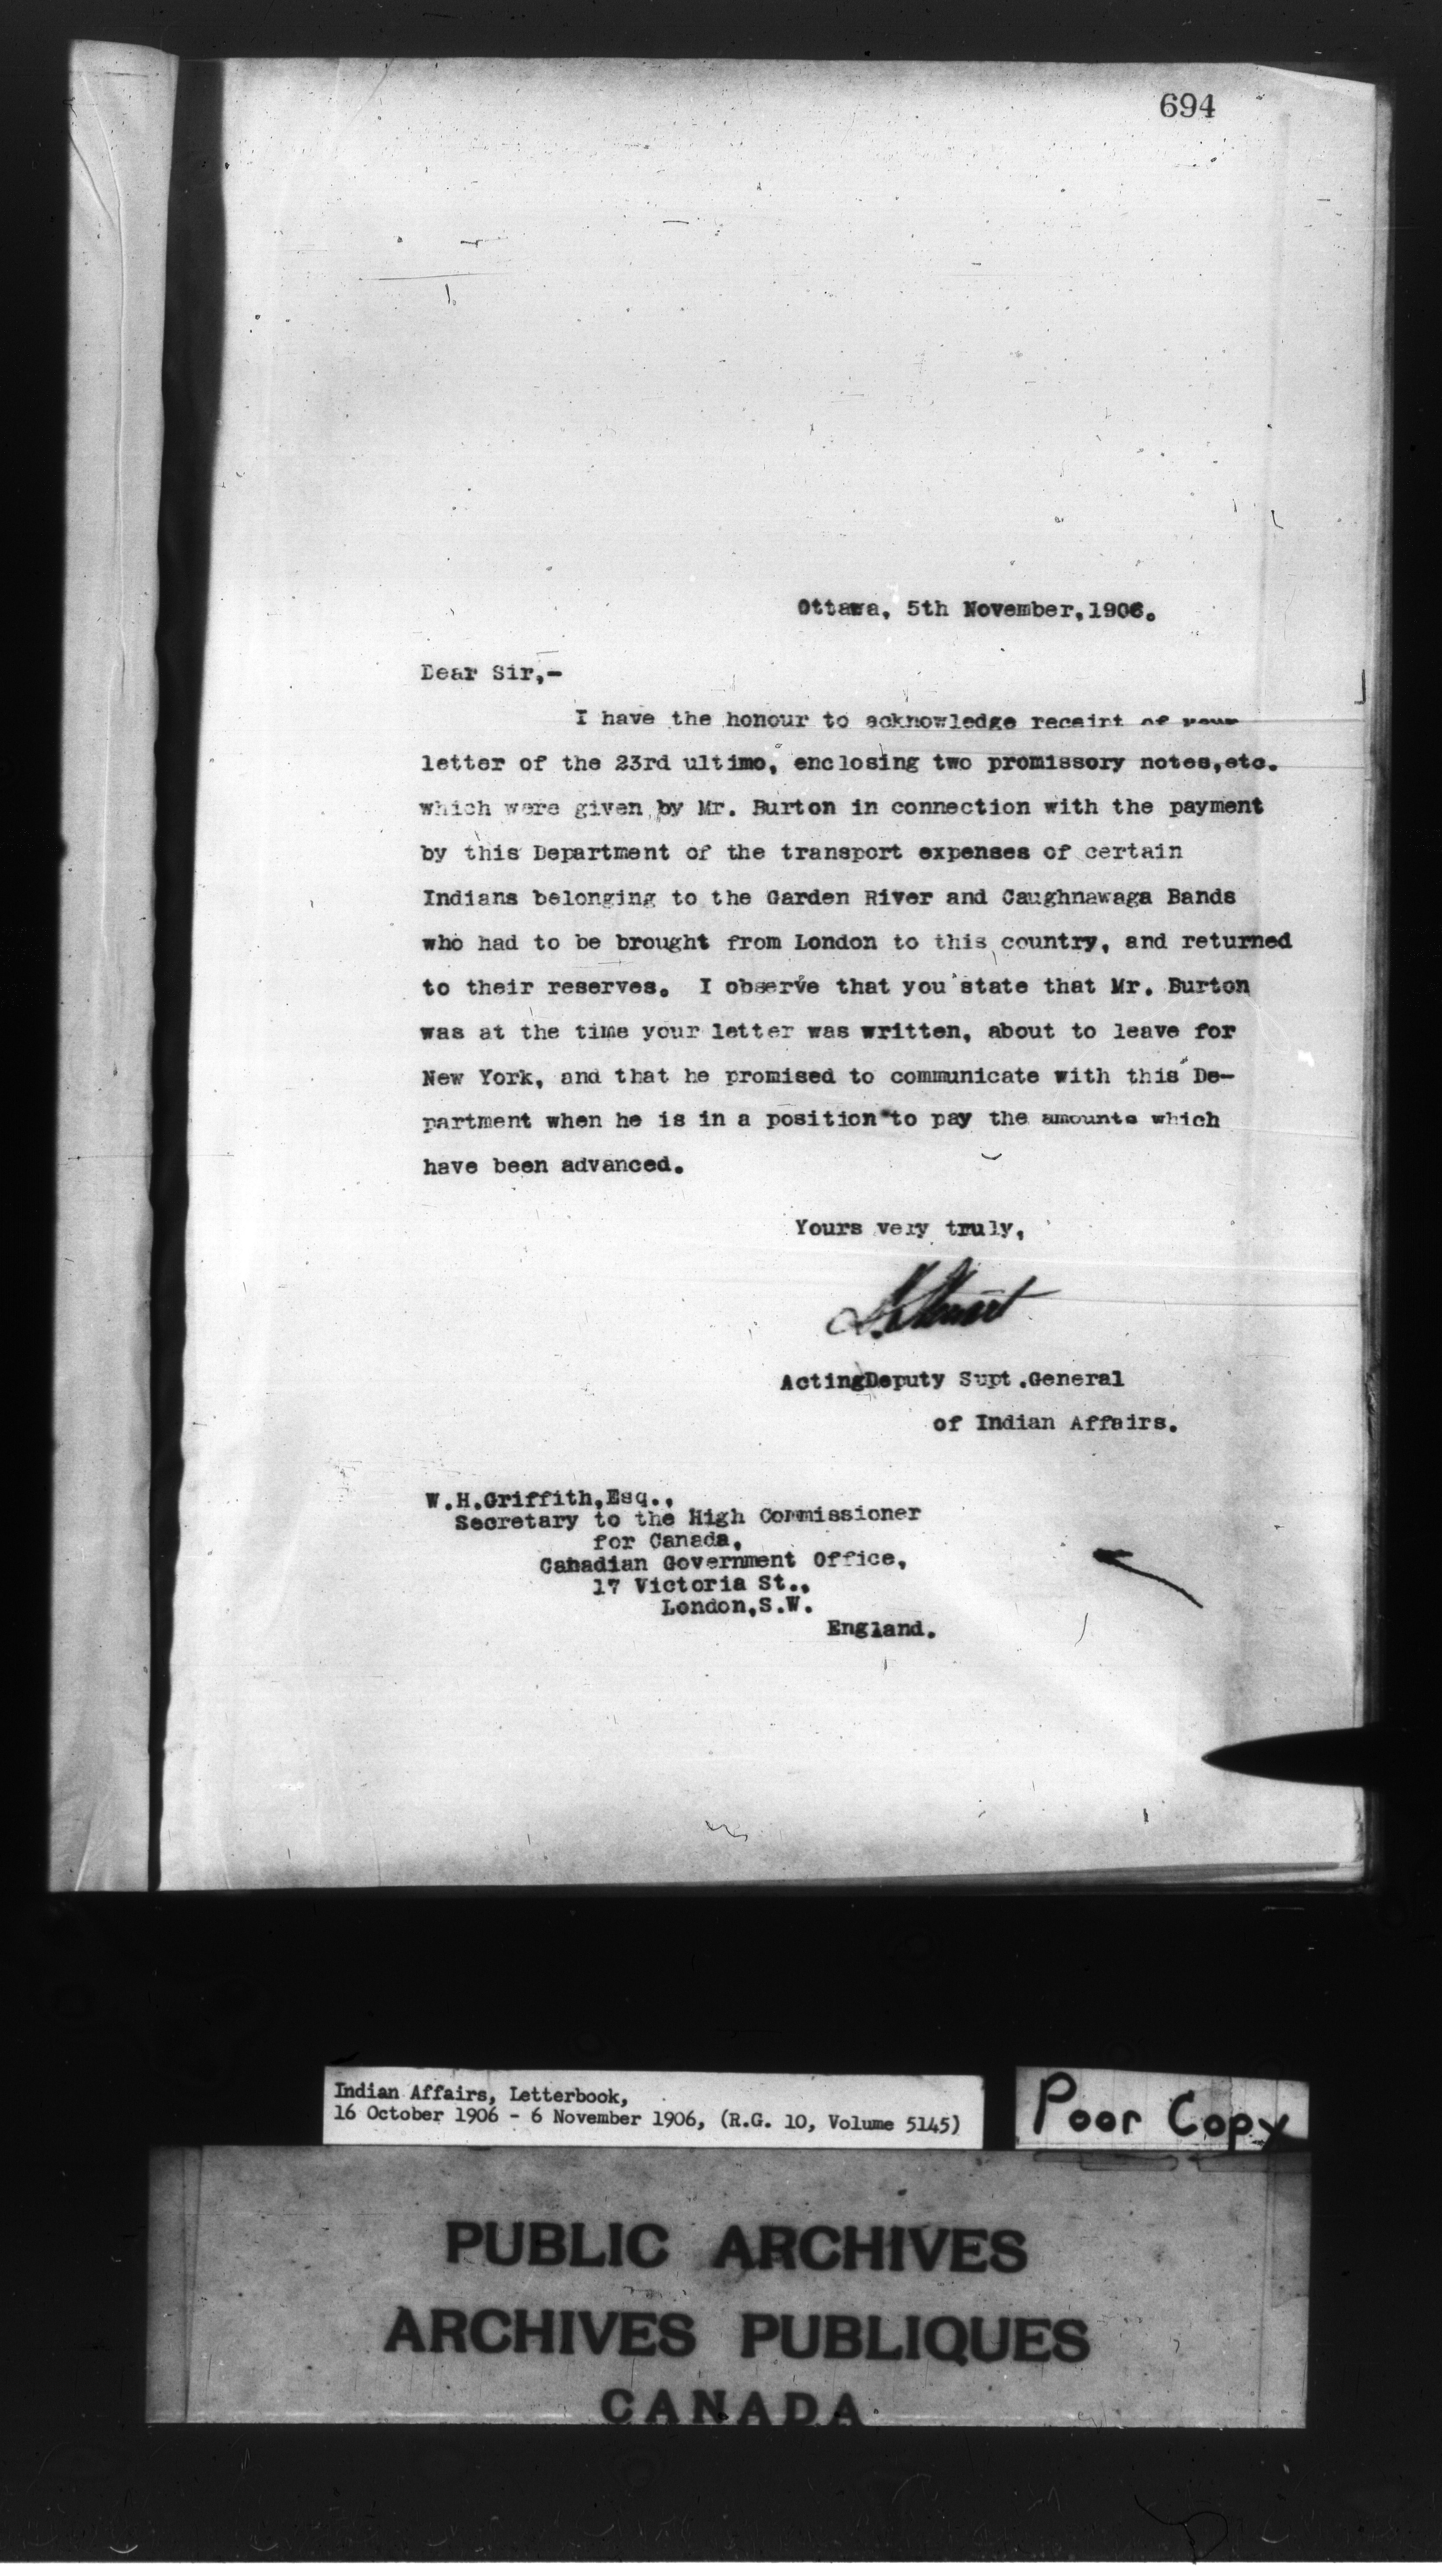 694
Ottawa, 5th November, 1906.
Dear Sir,-
I have the honour to acknowledge receipt of your
letter of the 23rd ultimo, enclosing two promissory notes, etc.
which were given by Mr. Burton in connection with the payment
by this Department of the transport expenses of certain
Indians belonging to the Garden River and Caughnawaga Bands
who had to be brought from London to this country, and returned
to their reserves. I observe that you state that Mr. Burton
was at the time your letter was written, about to leave for
New York, and that he promised to communicate with this De-
partment when he is in a position to pay the amounts which
have been advanced.
Yours very truly,
Acting Deputy Supt. General
of Indian Affairs.
W.H. Griffith, Esq.,
Secretary to the High Commissioner
for Canada,
Canadian Government Office,
17 Victoria St.,
London, S.W.
England.
Indian Affairs, Letterbook,
16 October 1906 - 6 November 1906, (R.G. 10, Volume 5145)
Poor Copy
PUBLIC ARCHIVES
ARCHIVES PUBLIQUES
CANADA